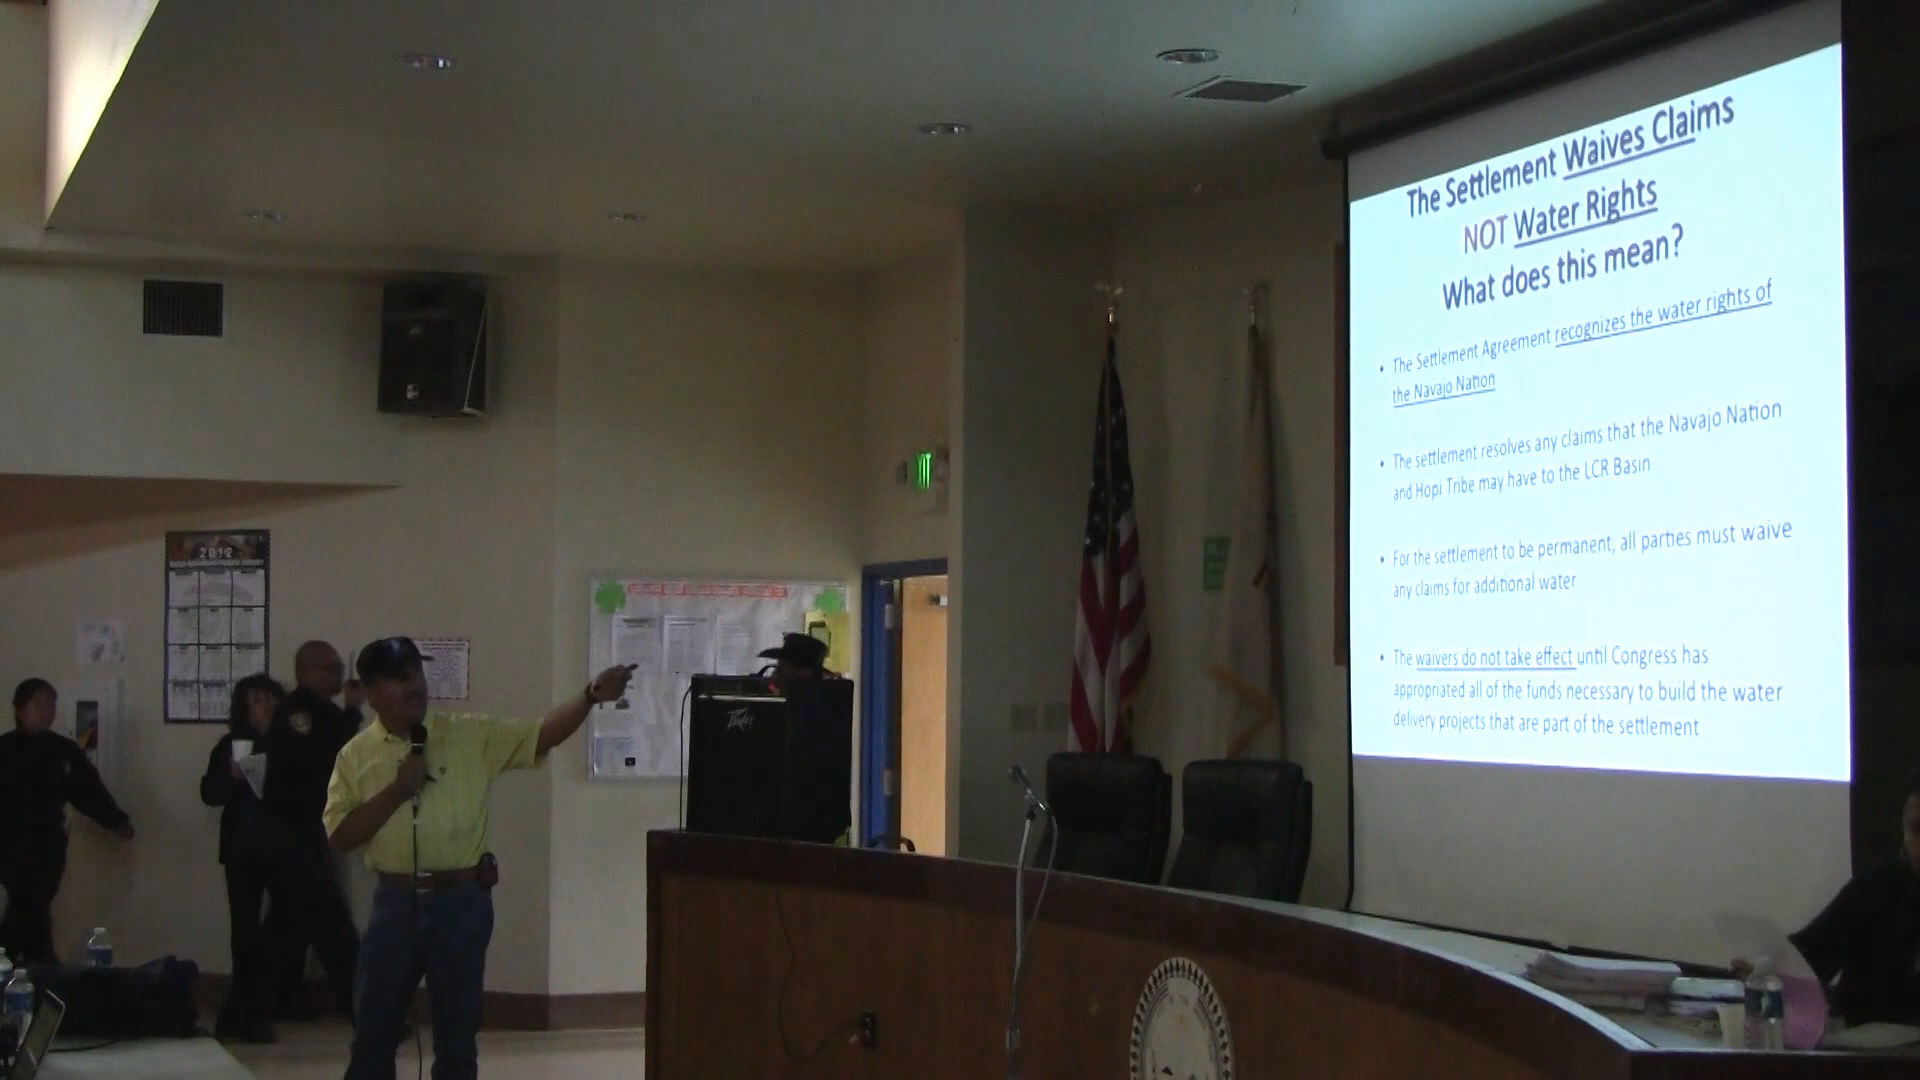 The Settlement Waives Claims
NOT Water Rights
What does this mean?
• The Settlement Agreement recognizes the water rights of
the Navajo Nation
• The settlement resolves any claims that the Navajo Nation
and Hopi Tribe may have to the LCR Basin
• For the settlement to be permanent, all parties must waive
any claims for additional water
• The waivers do not take effect until Congress has
appropriated all of the funds necessary to build the water
delivery projects that are part of the settlement
2012
PEAVEY